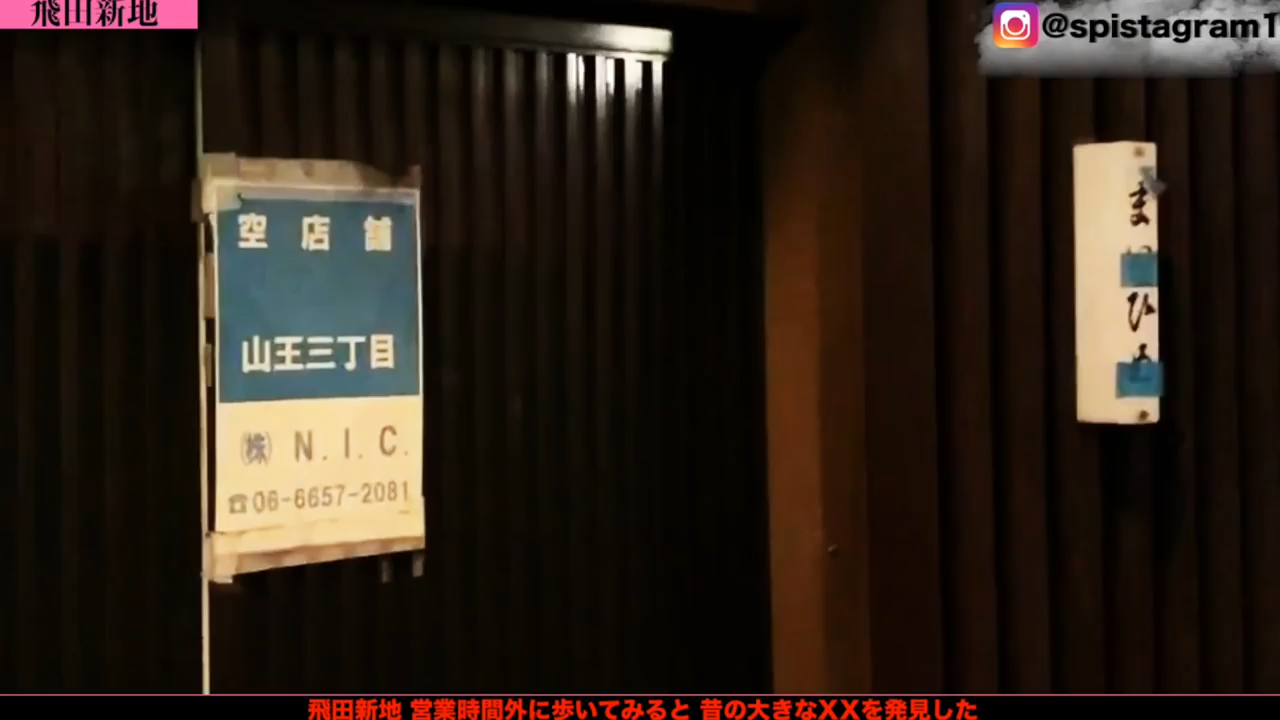 飛田新地
@spistagram1
空店舗
山王三丁目
㈱ N.I.C.
☎06-6657-2081
ま
ひ
飛田新地 営業時間外に歩いてみると 昔の大きなXXを発見した